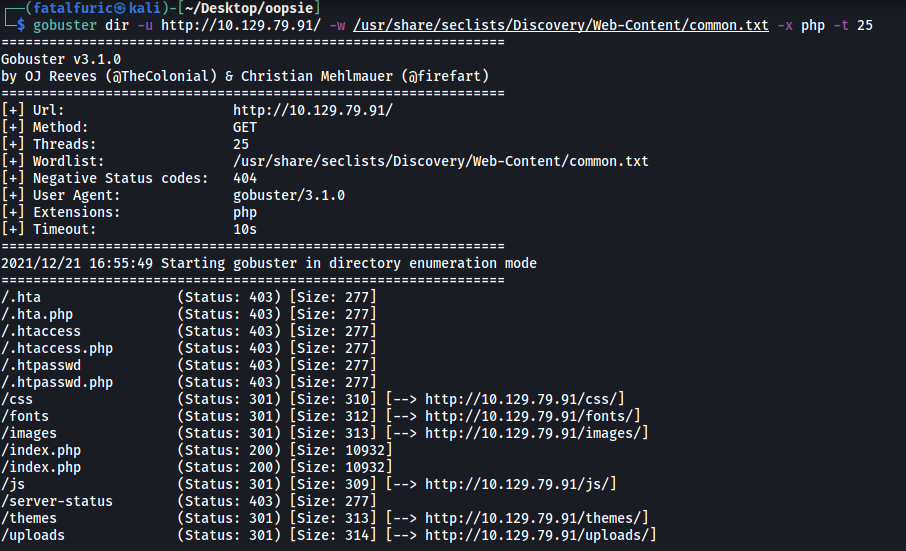 ┌──(fatalfuric㉿kali)-[~/Desktop/oopsie]
└─$ gobuster dir -u http://10.129.79.91/ -w /usr/share/seclists/Discovery/Web-Content/common.txt -x php -t 25
===============================================================
Gobuster v3.1.0
by OJ Reeves (@TheColonial) & Christian Mehlmauer (@firefart)
===============================================================
[+] Url:                     http://10.129.79.91/
[+] Method:                  GET
[+] Threads:                 25
[+] Wordlist:                /usr/share/seclists/Discovery/Web-Content/common.txt
[+] Negative Status codes:   404
[+] User Agent:              gobuster/3.1.0
[+] Extensions:              php
[+] Timeout:                 10s
===============================================================
2021/12/21 16:55:49 Starting gobuster in directory enumeration mode
===============================================================
/.hta                 (Status: 403) [Size: 277]
/.hta.php             (Status: 403) [Size: 277]
/.htaccess            (Status: 403) [Size: 277]
/.htaccess.php        (Status: 403) [Size: 277]
/.htpasswd            (Status: 403) [Size: 277]
/.htpasswd.php        (Status: 403) [Size: 277]
/css                  (Status: 301) [Size: 310] [--> http://10.129.79.91/css/]
/fonts                (Status: 301) [Size: 312] [--> http://10.129.79.91/fonts/]
/images               (Status: 301) [Size: 313] [--> http://10.129.79.91/images/]
/index.php            (Status: 200) [Size: 10932]
/index.php            (Status: 200) [Size: 10932]
/js                   (Status: 301) [Size: 309] [--> http://10.129.79.91/js/]
/server-status        (Status: 403) [Size: 277]
/themes               (Status: 301) [Size: 313] [--> http://10.129.79.91/themes/]
/uploads              (Status: 301) [Size: 314] [--> http://10.129.79.91/uploads/]